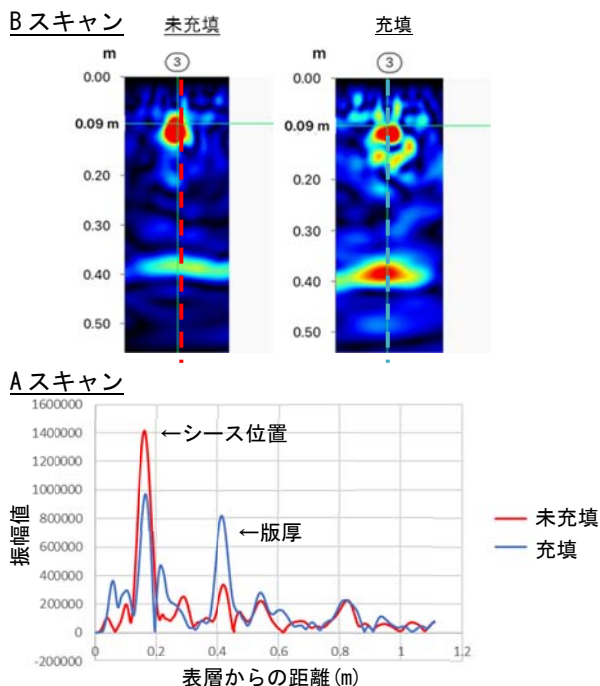 Bスキャン
未充填
充填
m
③
0.00
0.09 m
0.20
0.30
0.40
0.50
m
③
0.00
0.09 m
0.20
0.30
0.40
0.50
Aスキャン
1600000
1400000
1200000
1000000
800000
600000
400000
200000
0
-200000
振幅値
←シース位置
←版厚
未充填
充填
0
0.2
0.4
0.6
0.8
1
1.2
表層からの距離(m)